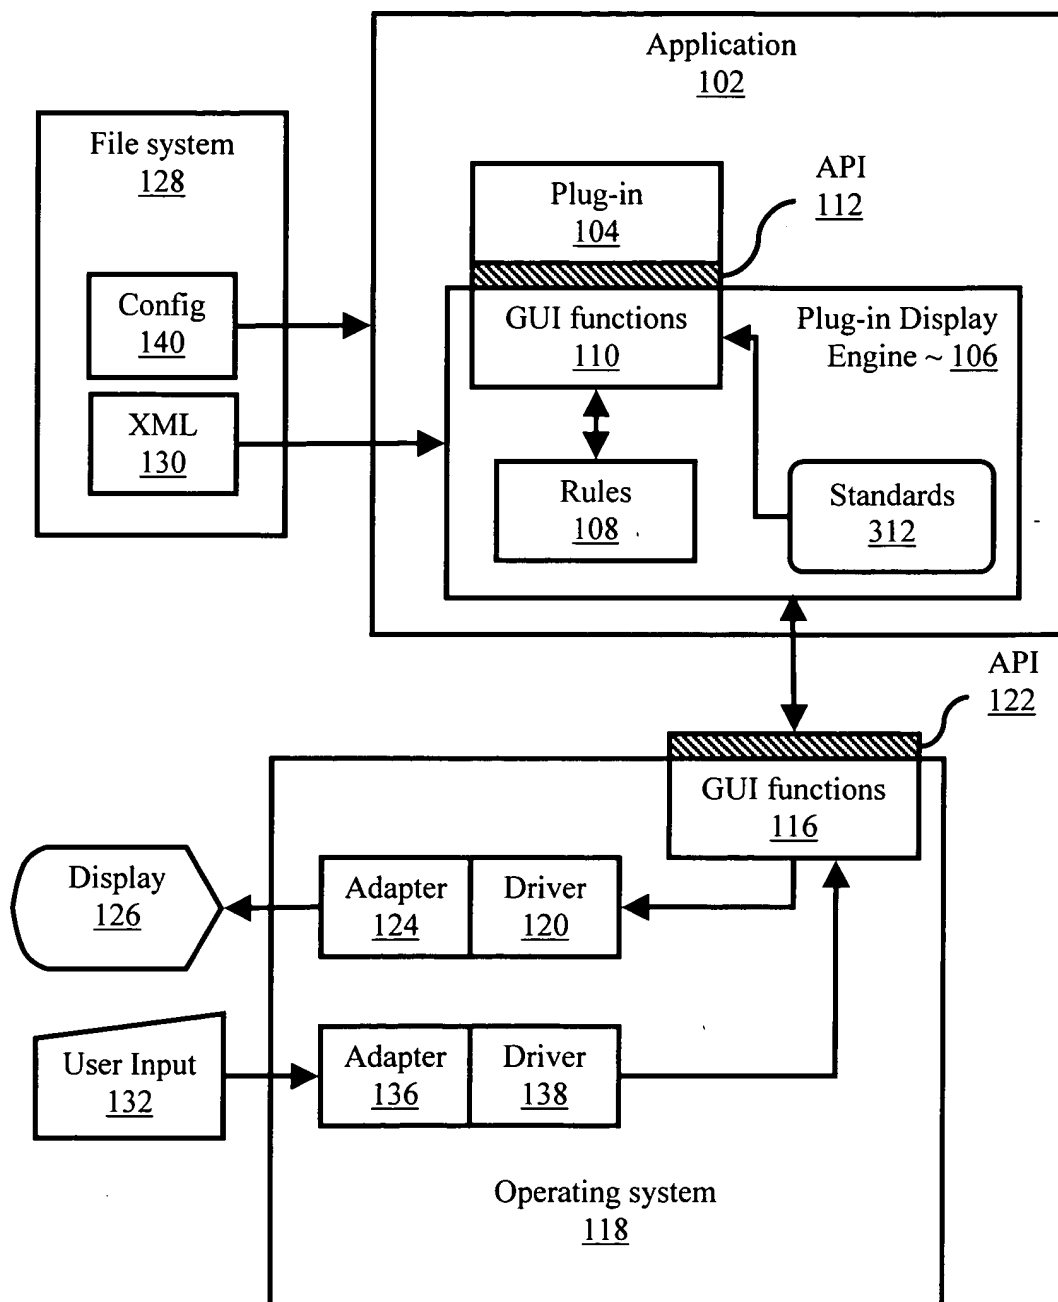 Application
102
File system
128
API
112
Plug-in
104
Config
140
GUI functions
110
Plug-in Display
Engine ~ 106
XML
130
Rules
108
Standards
312
API
122
GUI functions
116
Display
126
Adapter
124
Driver
120
User Input
132
Adapter
136
Driver
138
Operating system
118